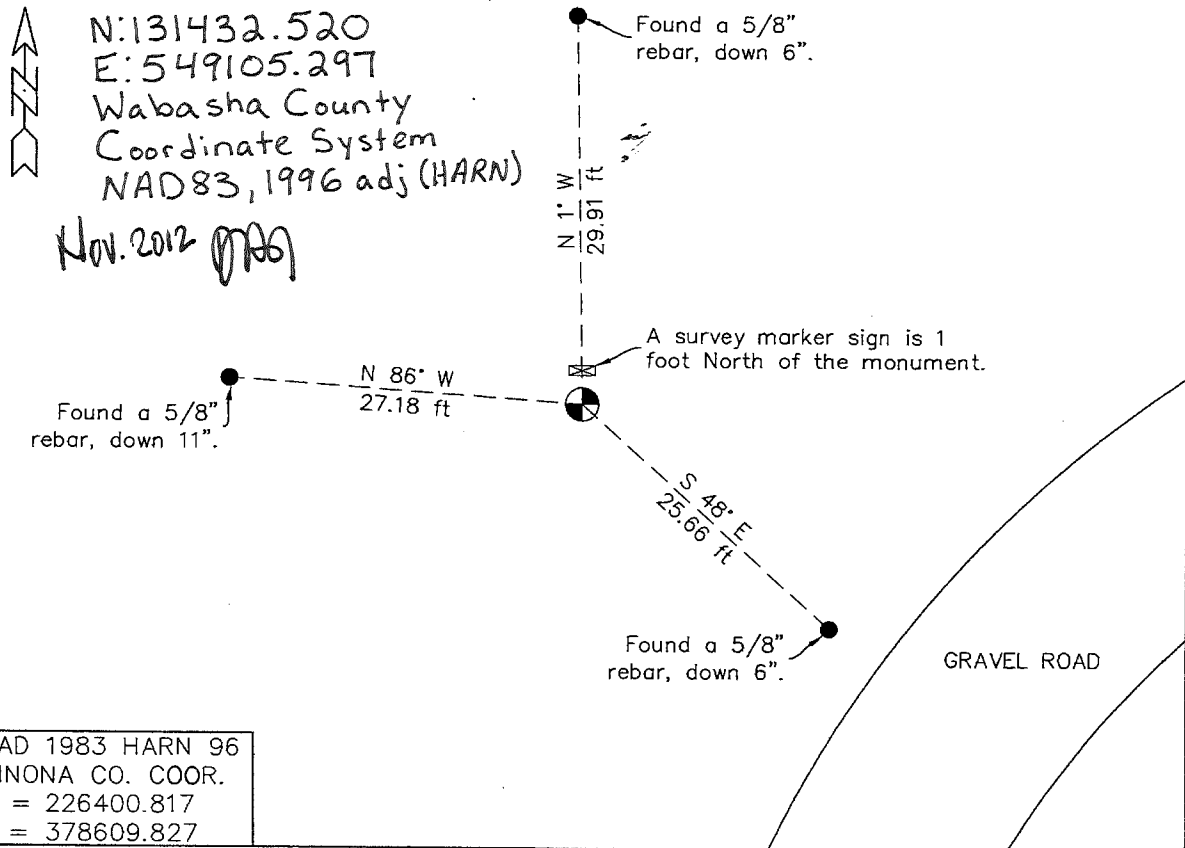 N:131432.520
E:549105.297
Wabasha County
Coordinate System
NAD83, 1996 adj (HARN)
Nov. 2012
N
Found a 5/8"
rebar, down 6".
N 1° W
29.91 ft
A survey marker sign is 1
foot North of the monument.
N 86° W
27.18 ft
Found a 5/8"
rebar, down 11".
S 48° E
25.66 ft
Found a 5/8"
rebar, down 6".
GRAVEL ROAD
AD 1983 HARN 96
INONA CO. COOR.
= 226400.817
= 378609.827